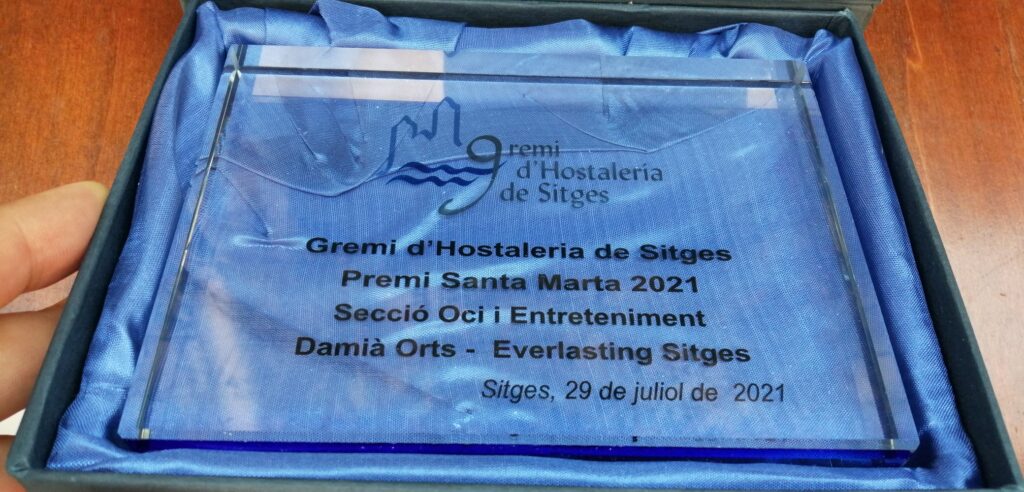 gremi
d'Hostaleria
de Sitges
Gremi d'Hostaleria de Sitges
Premi Santa Marta 2021
Secció Oci i Entreteniment
Damià Orts - Everlasting Sitges
Sitges, 29 de juliol de 2021